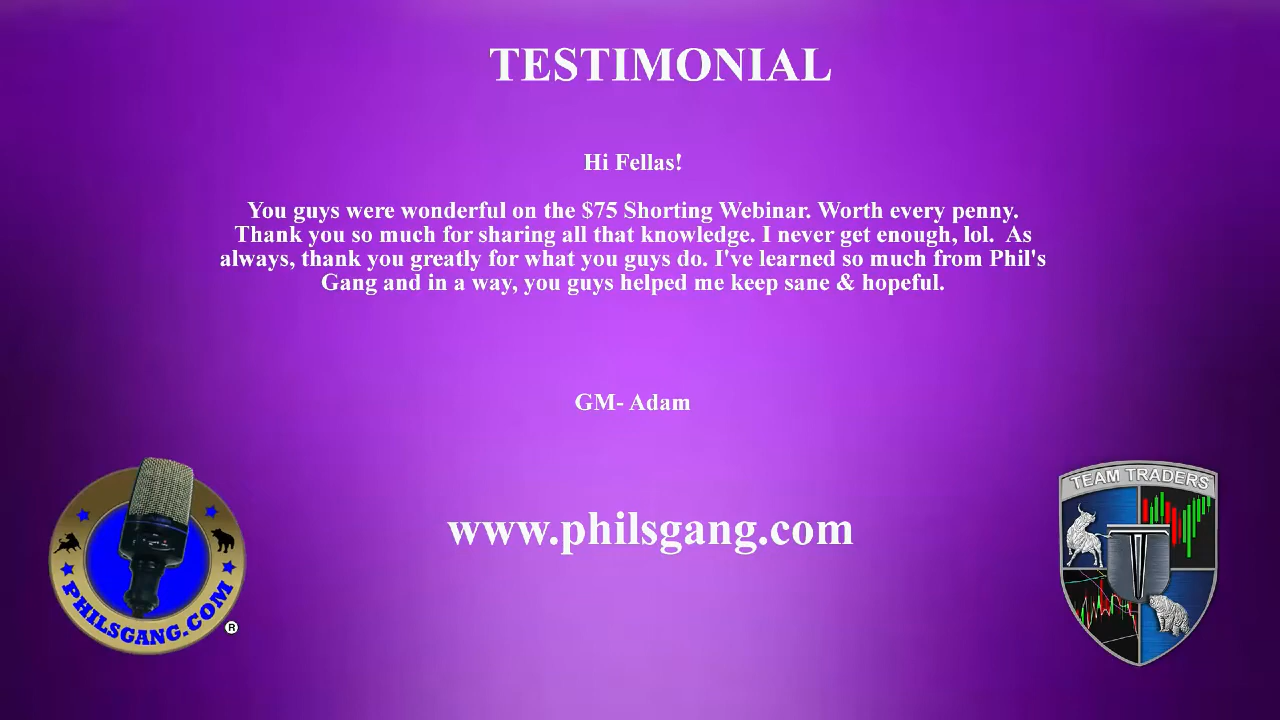 TESTIMONIAL
Hi Fellas!
You guys were wonderful on the $75 Shorting Webinar. Worth every penny.
Thank you so much for sharing all that knowledge. I never get enough, lol.  As
always, thank you greatly for what you guys do. I've learned so much from Phil's
Gang and in a way, you guys helped me keep sane & hopeful.
GM- Adam
www.philsgang.com
PHILSGANG.COM
®
TEAM TRADERS
T